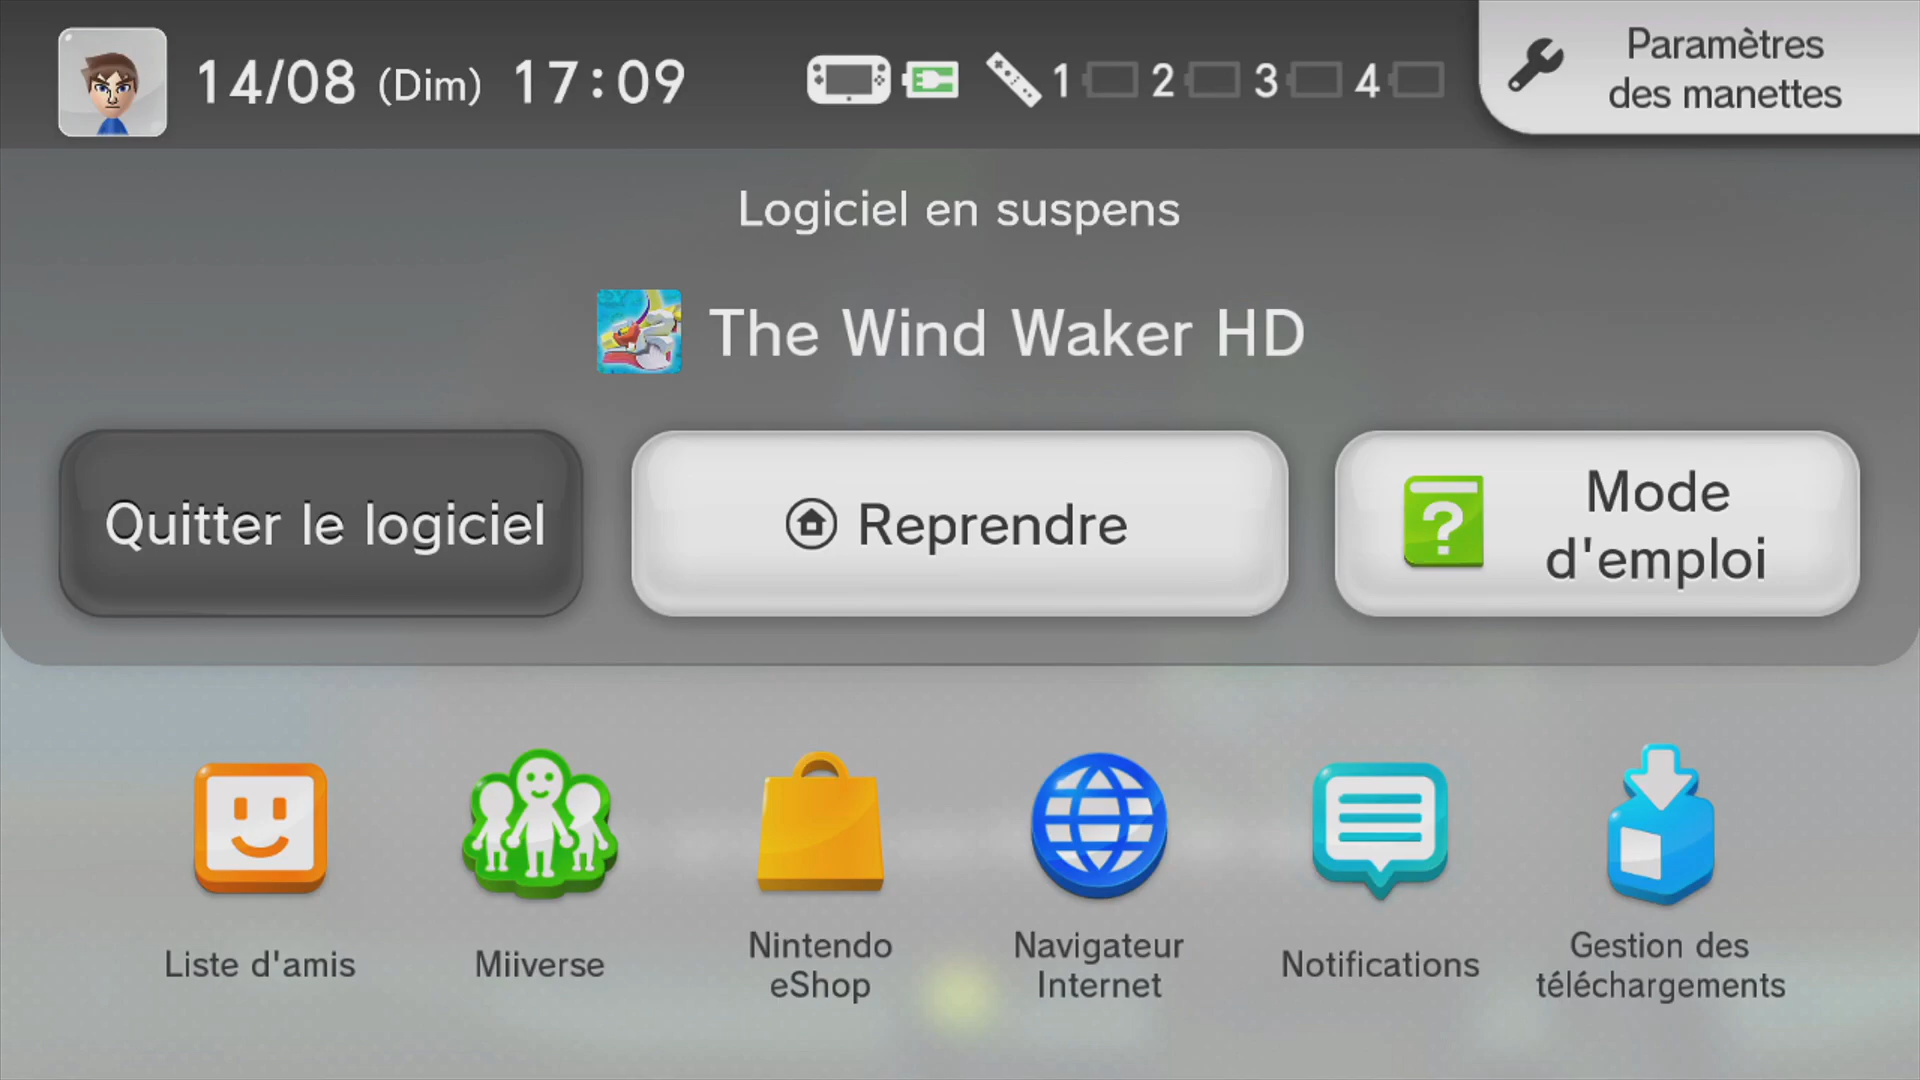 14/08 (Dim) 17:09
1 2 3 4
Paramètres
des manettes
Logiciel en suspens
The Wind Waker HD
Quitter le logiciel
Reprendre
?
Mode
d'emploi
Liste d'amis
Miiverse
Nintendo
eShop
Navigateur
Internet
Notifications
Gestion des
téléchargements